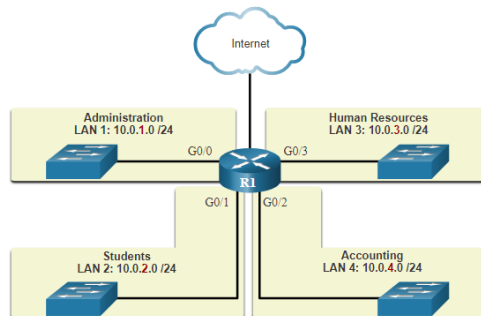 Internet
Administration
LAN 1: 10.0.1.0 /24
Human Resources
LAN 3: 10.0.3.0 /24
G0/0
G0/3
R1
G0/1
G0/2
Students
LAN 2: 10.0.2.0 /24
Accounting
LAN 4: 10.0.4.0 /24